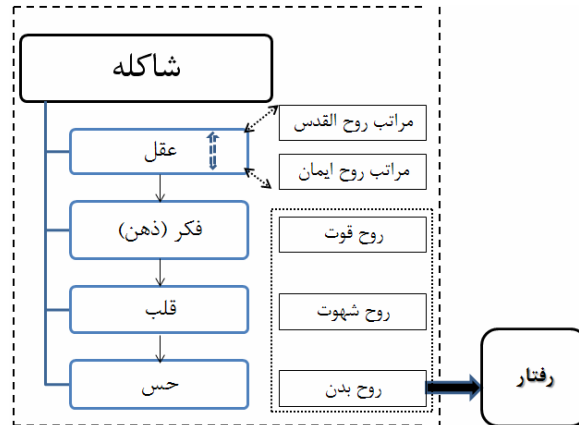 شاکله
عقل
مراتب روح القدس
مراتب روح ایمان
فکر (ذهن)
روح قوت
قلب
روح شهوت
حس
روح بدن
رفتار